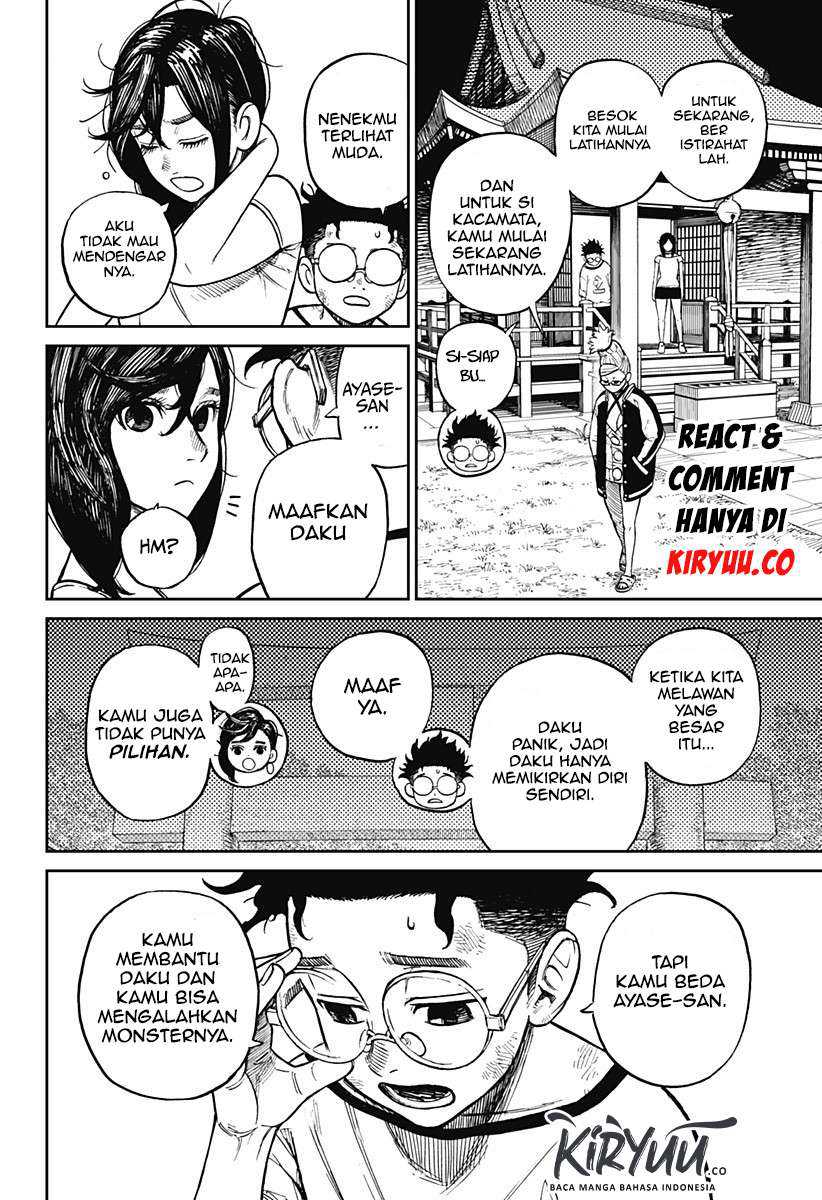 UNTUK
SEKARANG,
BER
ISTIRAHAT
LAH.
BESOK
KITA MULAI
LATIHANNYA
DAN
UNTUK SI
KACAMATA,
KAMU MULAI
SEKARANG
LATIHANNYA.
SI-SIAP
BU...
REACT &
COMMENT
HANYA DI
KIRYUU.CO
NENEKMU
TERLIHAT
MUDA.
AKU
TIDAK MAU
MENDENGAR
NYA.
AYASE-
SAN
...
MAAFKAN
DAKU
HM?
KETIKA KITA
MELAWAN
YANG
BESAR
ITU...
DAKU
PANIK, JADI
DAKU HANYA
MEMIKIRKAN DIRI
SENDIRI.
MAAF
YA.
TIDAK
APA-
APA.
KAMU JUGA
TIDAK PUNYA
PILIHAN.
TAPI
KAMU BEDA
AYASE-SAN.
KAMU
MEMBANTU
DAKU DAN
KAMU BISA
MENGALAHKAN
MONSTERNYA.
KIRYUU.CO
BACA MANGA BAHASA INDONESIA